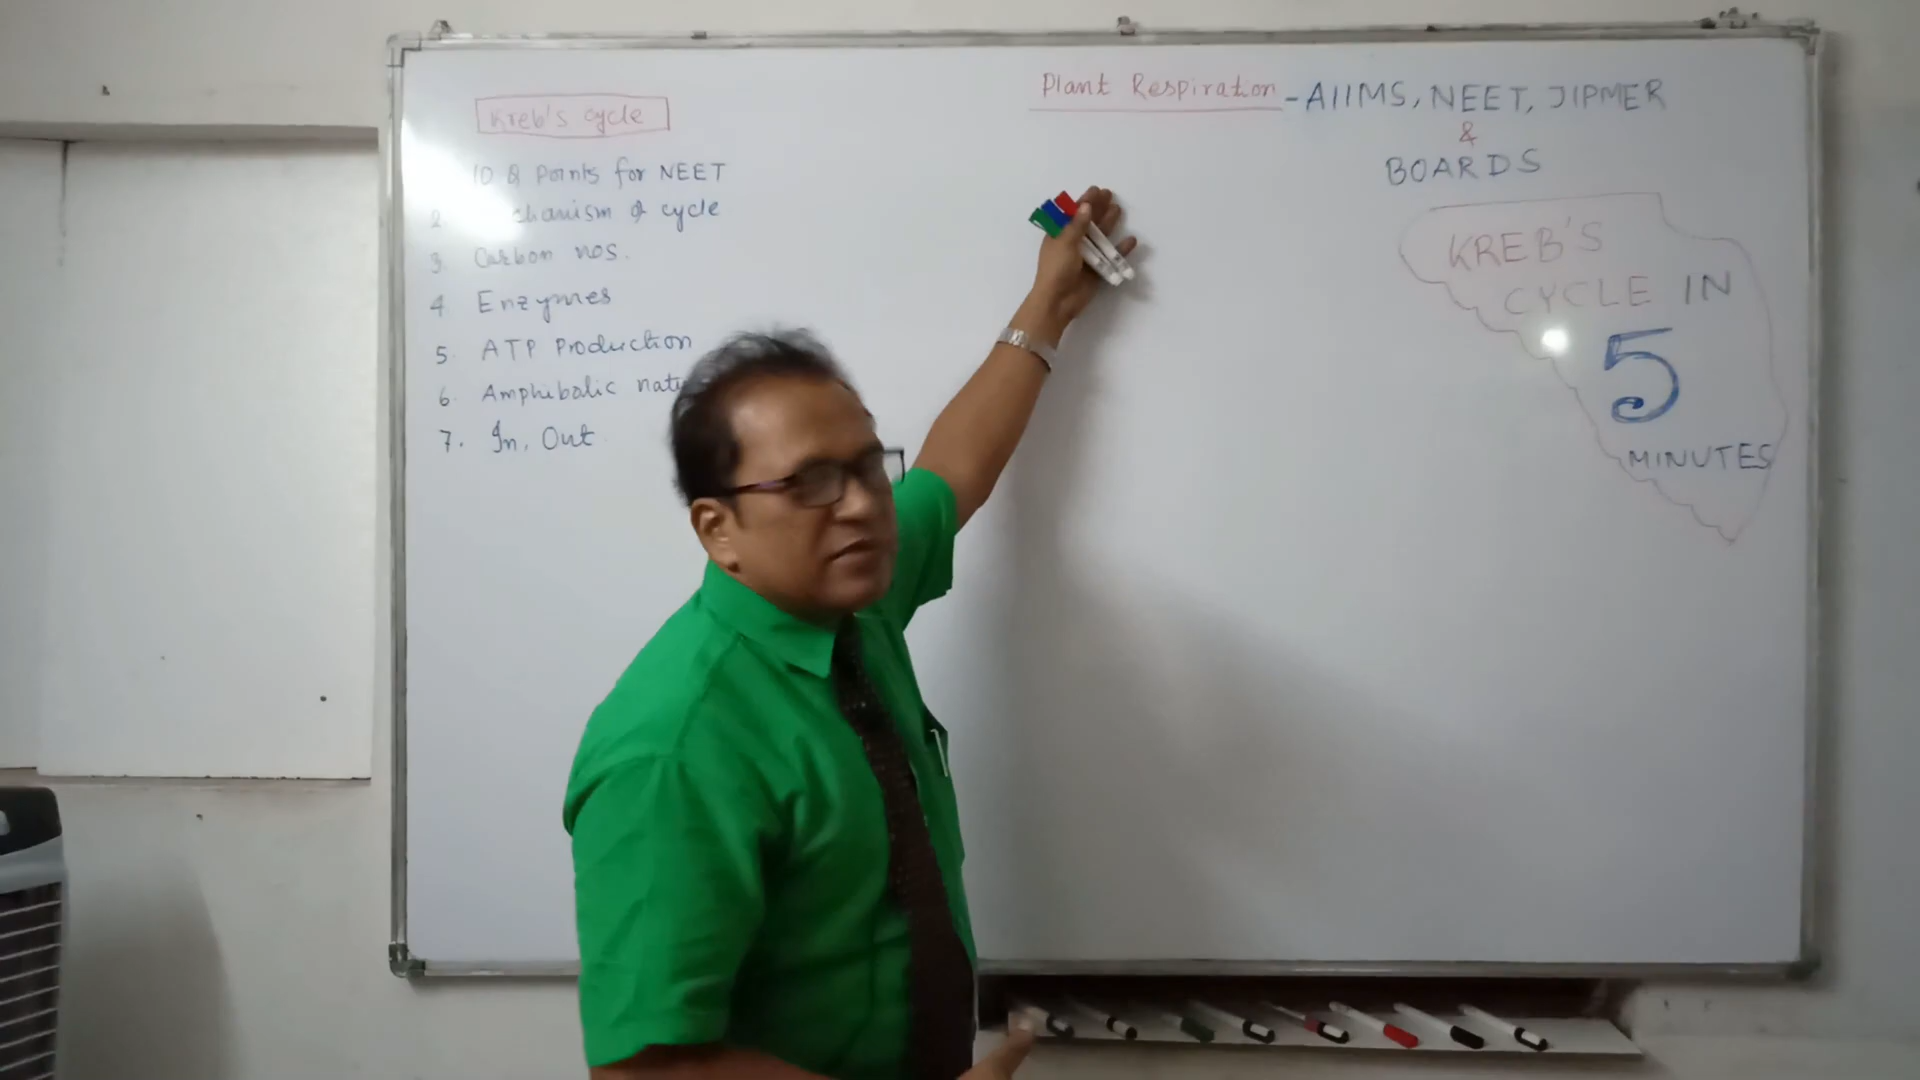 Kreb's cycle
10 Q Points for NEET
2. chanism of cycle
3. Carbon nos.
4. Enzymes
5. ATP Production
6. Amphibolic natu
7. In, Out
Plant Respiration - AIIMS, NEET, JIPMER
&
BOARDS
KREB'S
CYCLE IN
5
MINUTES